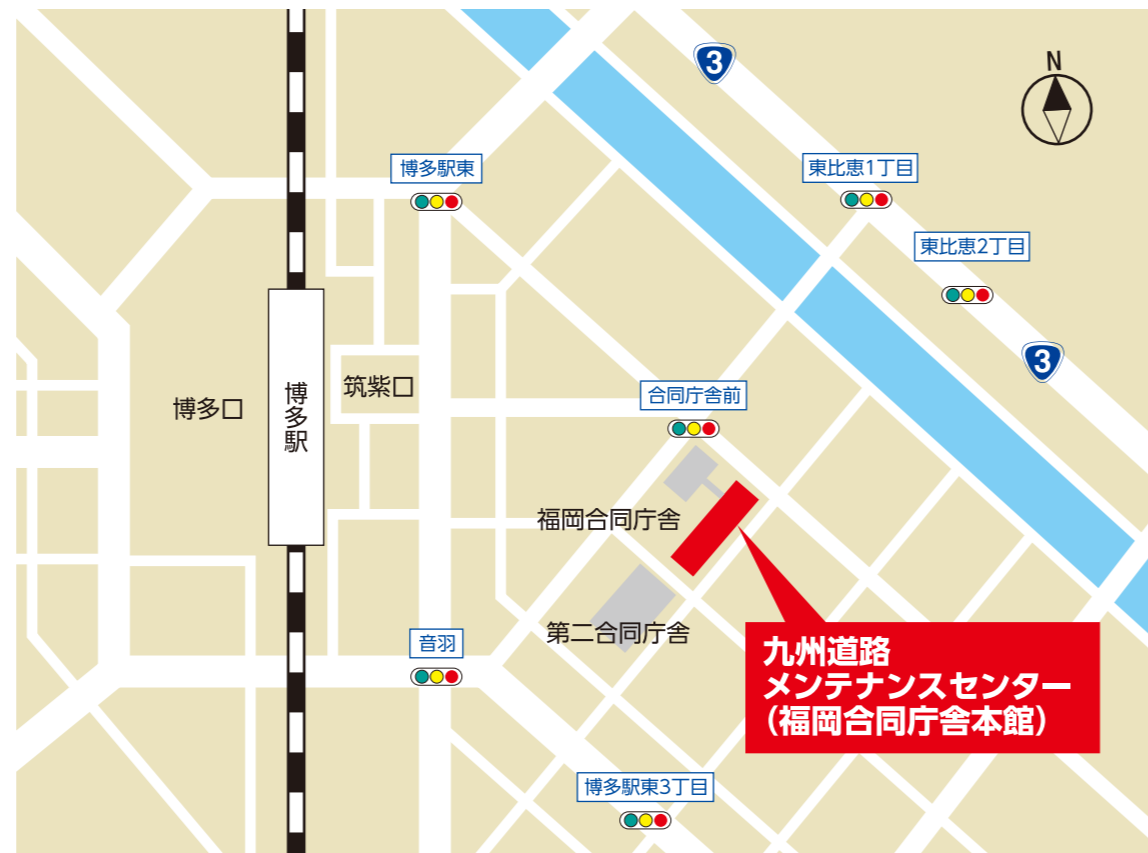 3
N
博多駅東
東比恵1丁目
東比恵2丁目
3
博多口
博多駅
筑紫口
合同庁舎前
福岡合同庁舎
第二合同庁舎
音羽
九州道路
メンテナンスセンター
（福岡合同庁舎本館）
博多駅東3丁目